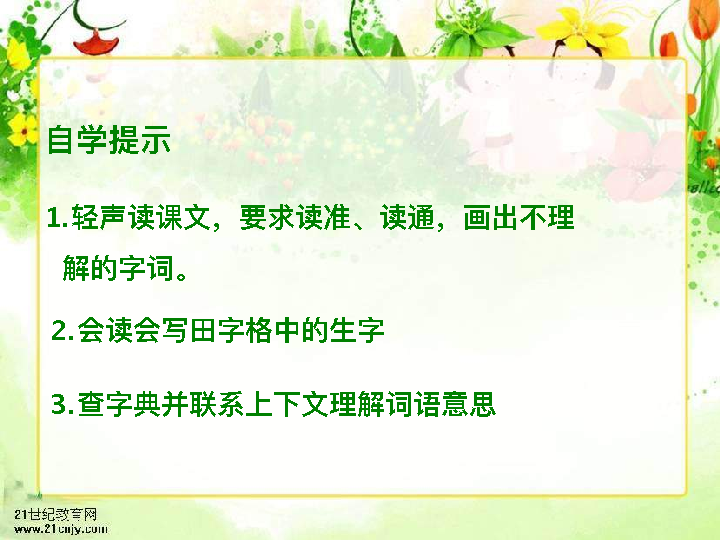 自学提示
1.轻声读课文，要求读准、读通，画出不理
解的字词。
2.会读会写田字格中的生字
3.查字典并联系上下文理解词语意思
21世纪教育网
www.21cnjy.com